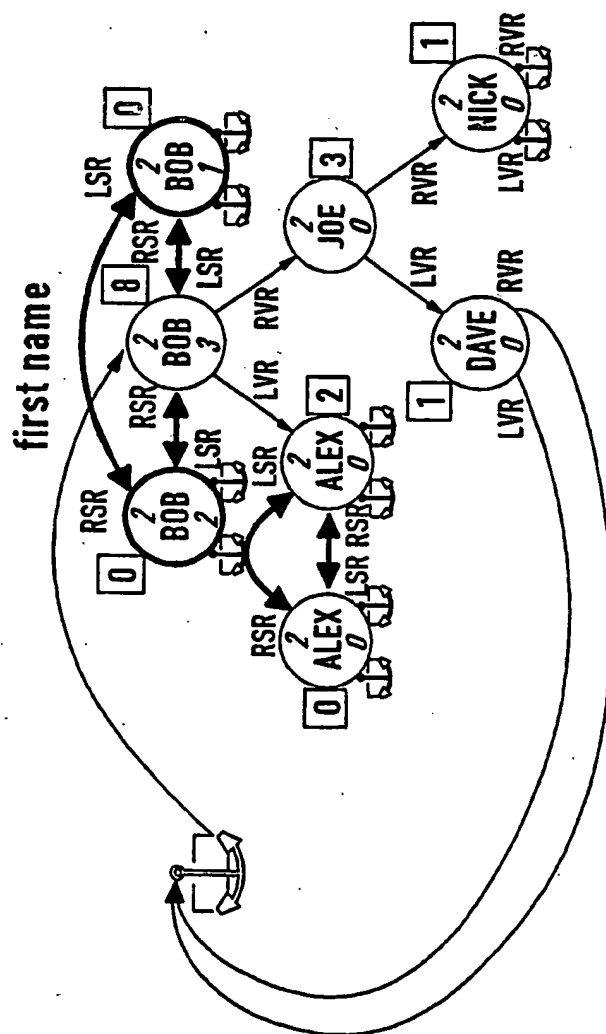 first name
RSR
LSR
0
2
BOB
2
LSR
RSR
8
2
BOB
3
RSR
LSR
2
BOB
1
0
LVR
RVR
RSR
0
2
ALEX
0
LSR
RSR
LSR
2
ALEX
0
2
2
JOE
0
3
LVR
RVR
1
2
DAVE
0
LVR
RVR
1
2
NICK
0
LVR
RVR